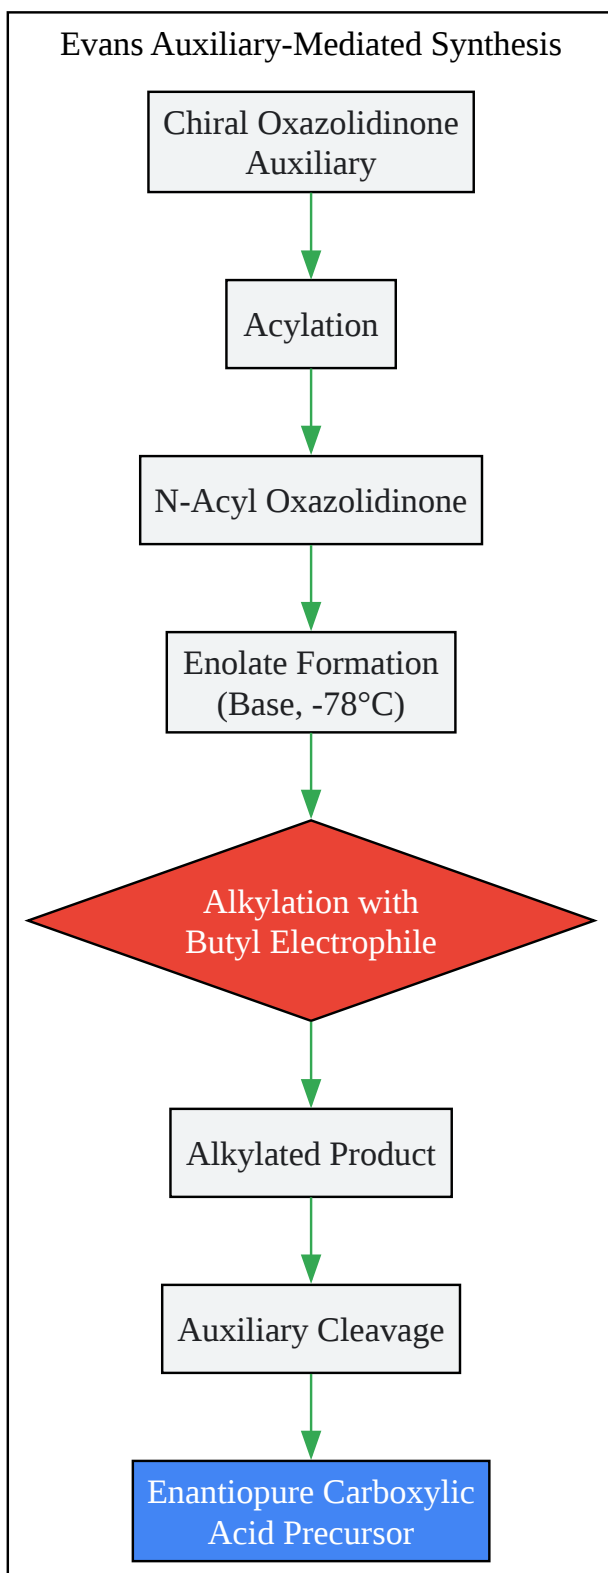 Evans Auxiliary-Mediated Synthesis
Chiral Oxazolidinone
Auxiliary
Acylation
N-Acyl Oxazolidinone
Enolate Formation
(Base, -78°C)
Alkylation with
Butyl Electrophile
Alkylated Product
Auxiliary Cleavage
Enantiopure Carboxylic
Acid Precursor